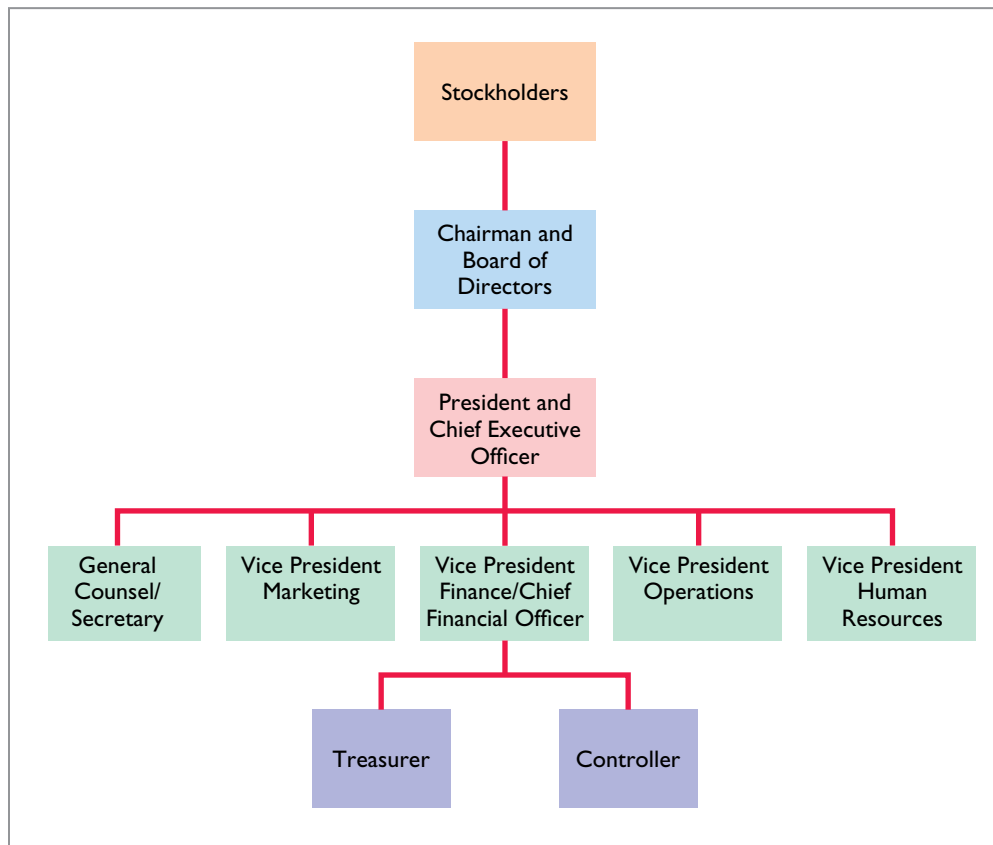 Stockholders
Chairman and
Board of
Directors
President and
Chief Executive
Officer
General
Counsel/
Secretary
Vice President
Marketing
Vice President
Finance/Chief
Financial Officer
Vice President
Operations
Vice President
Human
Resources
Treasurer
Controller